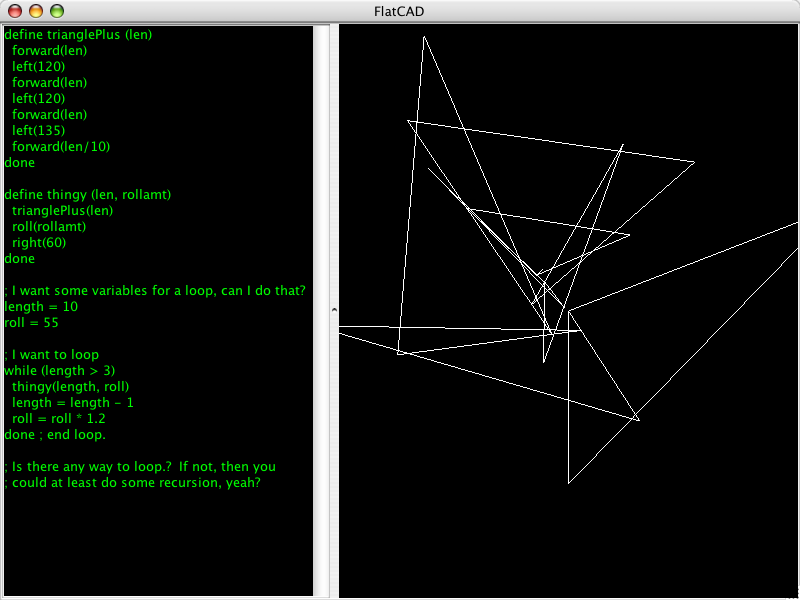 FlatCAD
define trianglePlus (len)
forward(len)
left(120)
forward(len)
left(120)
forward(len)
left(135)
forward(len/10)
done
define thingy (len, rollamt)
trianglePlus(len)
roll(rollamt)
right(60)
done
; I want some variables for a loop, can I do that?
length = 10
roll = 55
; I want to loop
while (length > 3)
thingy(length, roll)
length = length - 1
roll = roll * 1.2
done ; end loop.
; Is there any way to loop.? If not, then you
; could at least do some recursion, yeah?